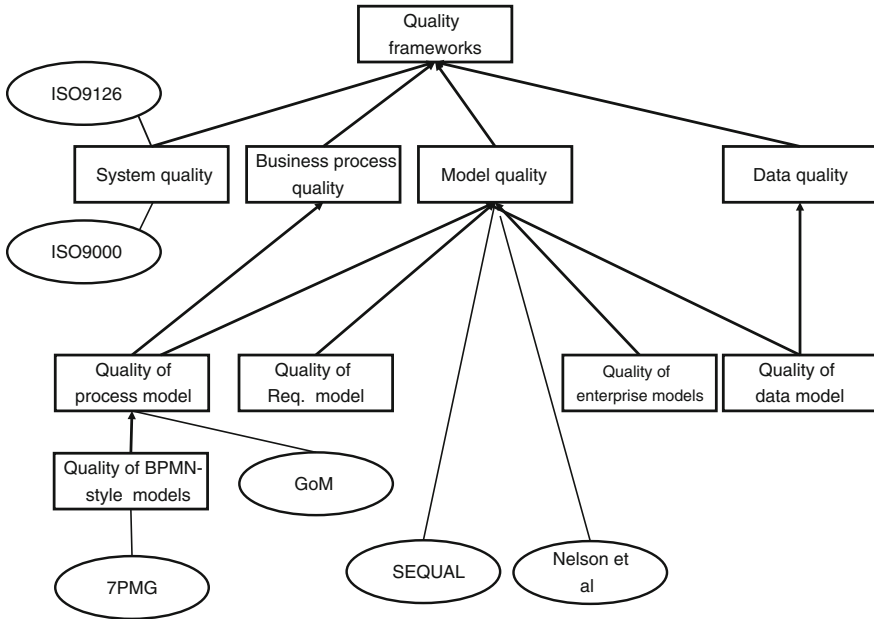 Quality
frameworks
ISO9126
System quality
Business process
quality
Model quality
Data quality
ISO9000
Quality of
process model
Quality of
Req. model
Quality of
enterprise models
Quality of
data model
Quality of BPMN-
style models
GoM
7PMG
SEQUAL
Nelson et
al